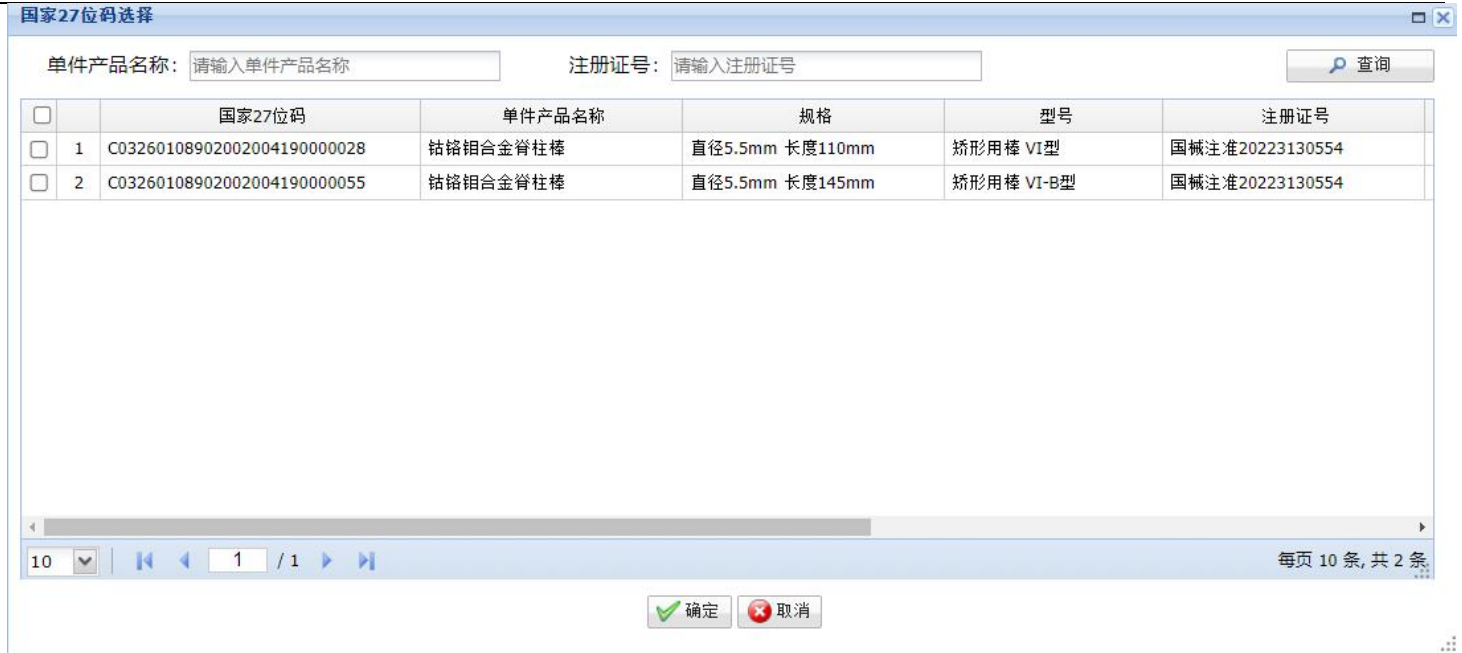 国家27位码选择
单件产品名称： 请输入单件产品名称 注册证号： 请输入注册证号 查询
国家27位码 单件产品名称 规格 型号 注册证号
1 C0326010890200200419​0000028 钴铬钼合金脊柱棒 直径5.5mm 长度110mm 矫形用棒 VI型 国械注准20223130554
2 C0326010890200200419​0000055 钴铬钼合金脊柱棒 直径5.5mm 长度145mm 矫形用棒 VI-B型 国械注准20223130554
10 1 / 1 每页 10 条, 共 2 条
确定 取消